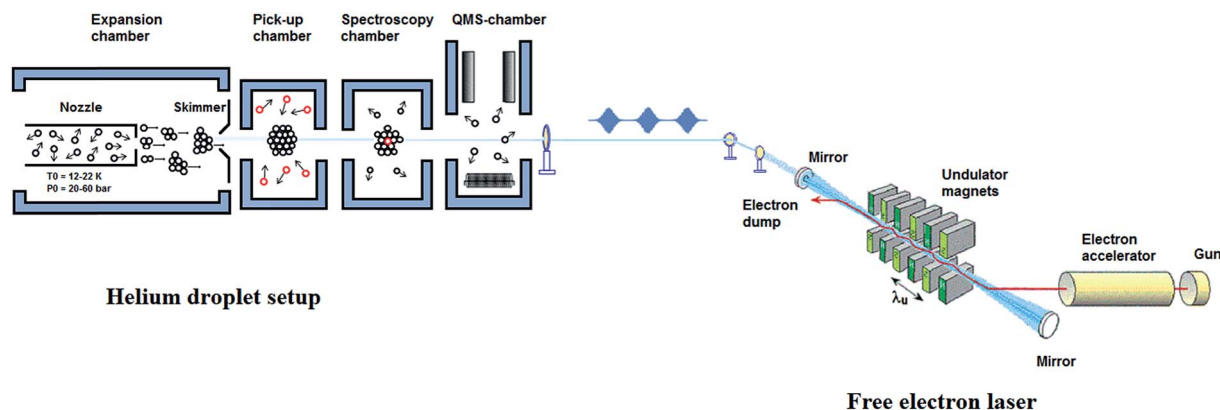 Expansion
chamber
Pick-up
chamber
Spectroscopy
chamber
QMS-chamber
Nozzle
Skimmer
T0 = 12-22 K
P0 = 20-60 bar
Mirror
Undulator
magnets
Electron
dump
Electron
accelerator
Gun
λu
Mirror
Helium droplet setup
Free electron laser